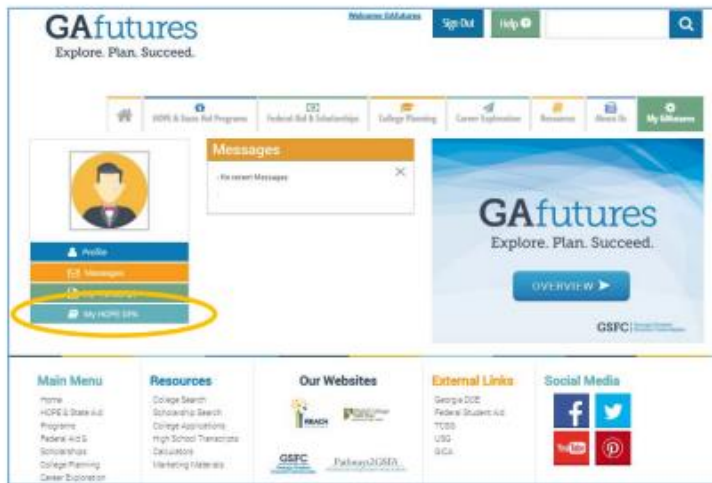 GAfutures
Explore. Plan. Succeed.
Welcome GAfutures
Sign Out
Help
HOPE & State Aid Programs
Federal Aid & Scholarships
College Planning
Career Exploration
Resources
About Us
My GAfutures
Profile
Messages
My HOPE GPA
Messages
- No recent Messages
GAfutures
Explore. Plan. Succeed.
OVERVIEW
GSFC
Main Menu
Home
HOPE & State Aid
Programs
Federal Aid &
Scholarships
College Planning
Career Exploration
Resources
College Search
Scholarship Search
College Applications
High School Transcripts
Calculators
Marketing Materials
Our Websites
REACH
GSFC
Pathways2GSFA
External Links
Georgia DOE
Federal Student Aid
TCSG
USG
GICA
Social Media
YouTube